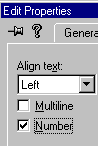 Edit Properties
?
Genera
Align text:
Left
Multiline
Number